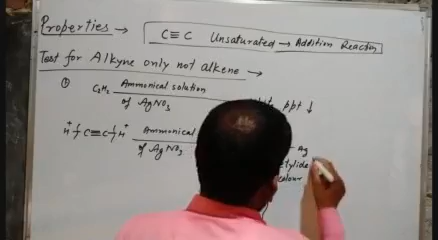 Properties →
C≡C Unsaturated → Addition Reaction
Test for Alkyne only not alkene →
① C₂H₂ Ammonical solution of AgNO₃ ppt ↓
H⁺ C≡C H⁺ Ammonical of AgNO₃ Ag
colour